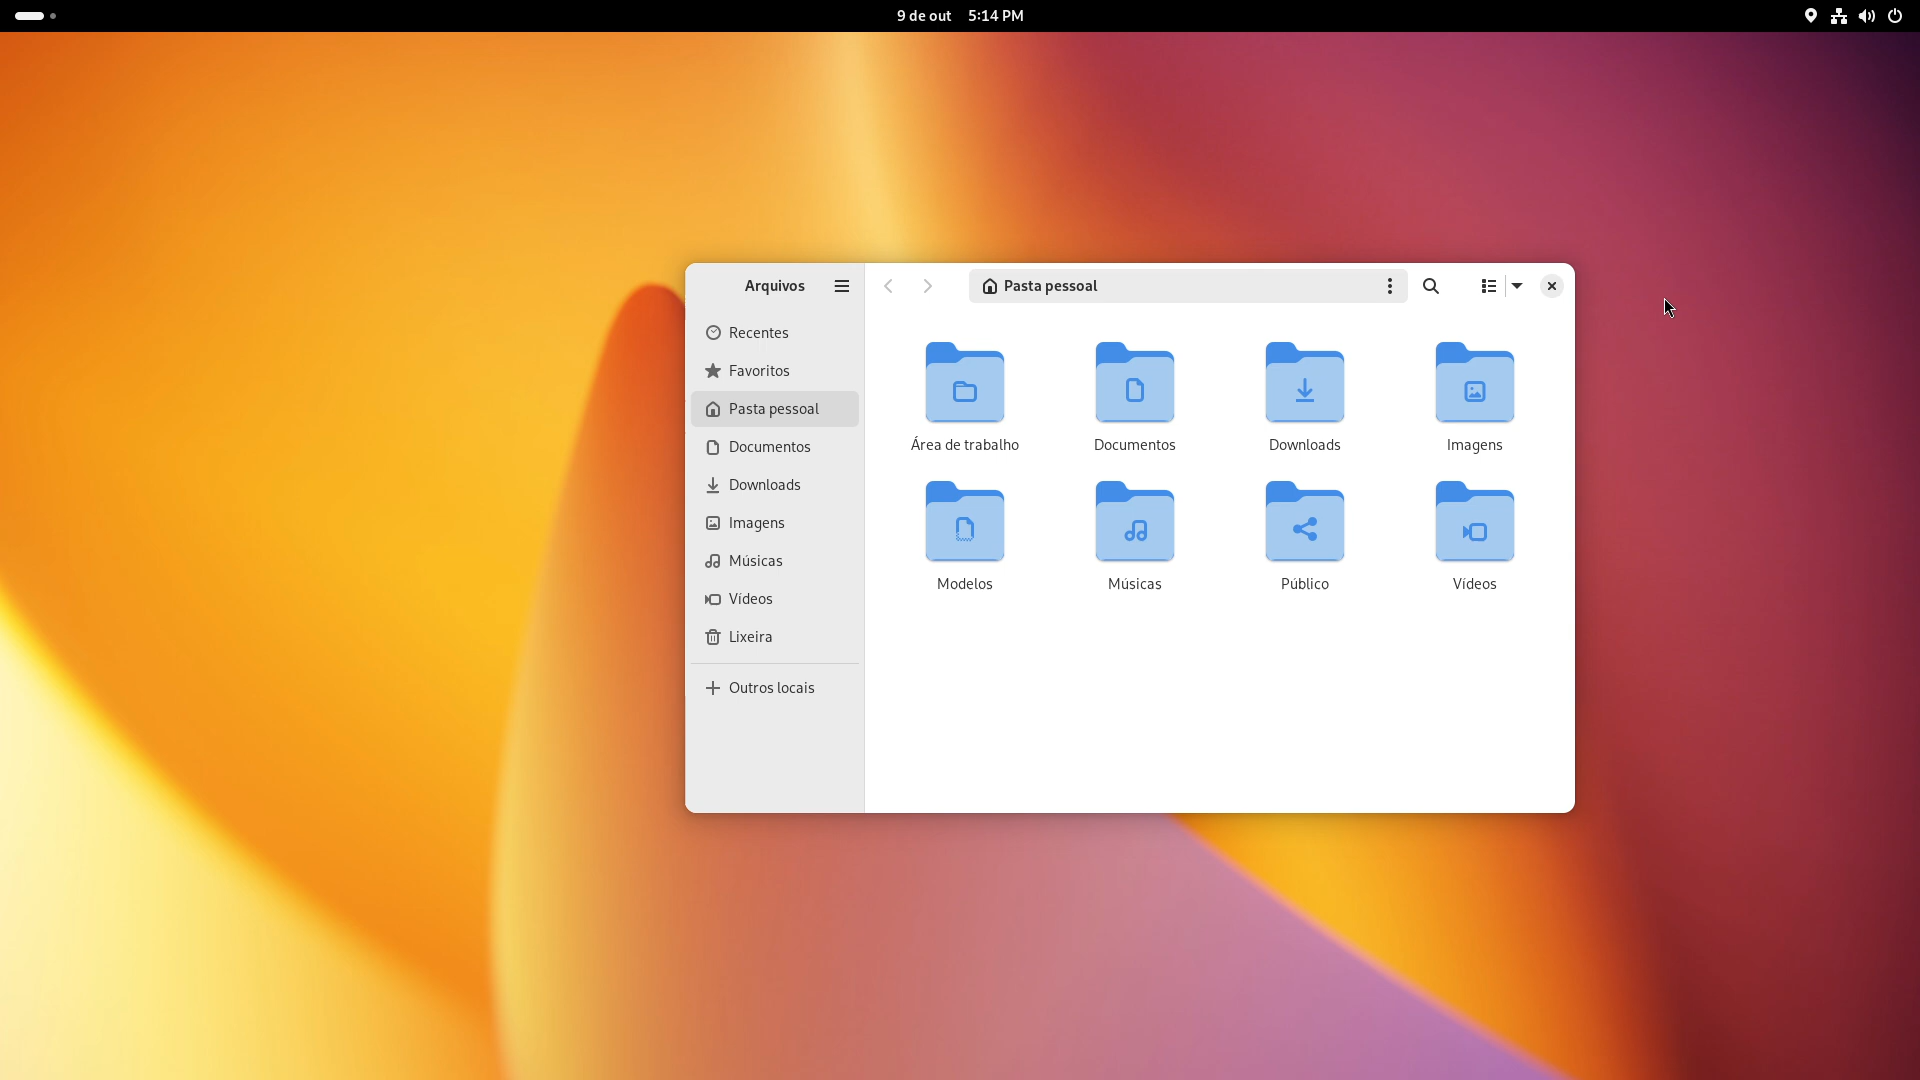 9 de out 5:14 PM
Arquivos
Pasta pessoal
Recentes
Favoritos
Pasta pessoal
Documentos
Downloads
Imagens
Músicas
Vídeos
Lixeira
Outros locais
Área de trabalho
Documentos
Downloads
Imagens
Modelos
Músicas
Público
Vídeos